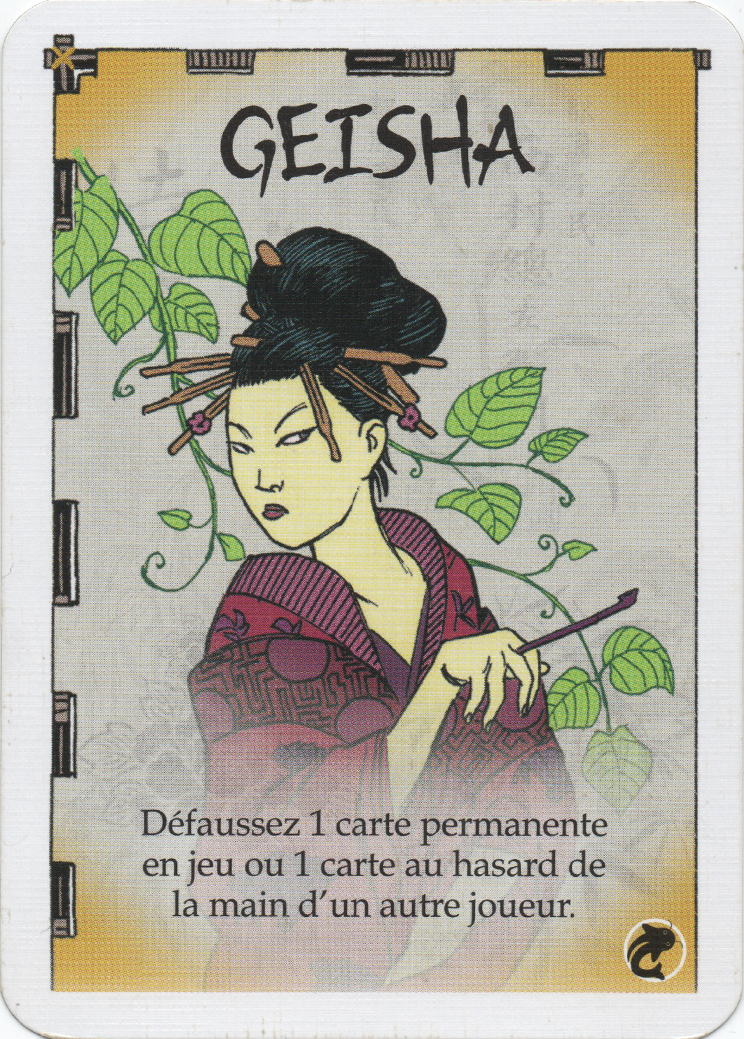 GEISHA
Défaussez 1 carte permanente
en jeu ou 1 carte au hasard de
la main d'un autre joueur.